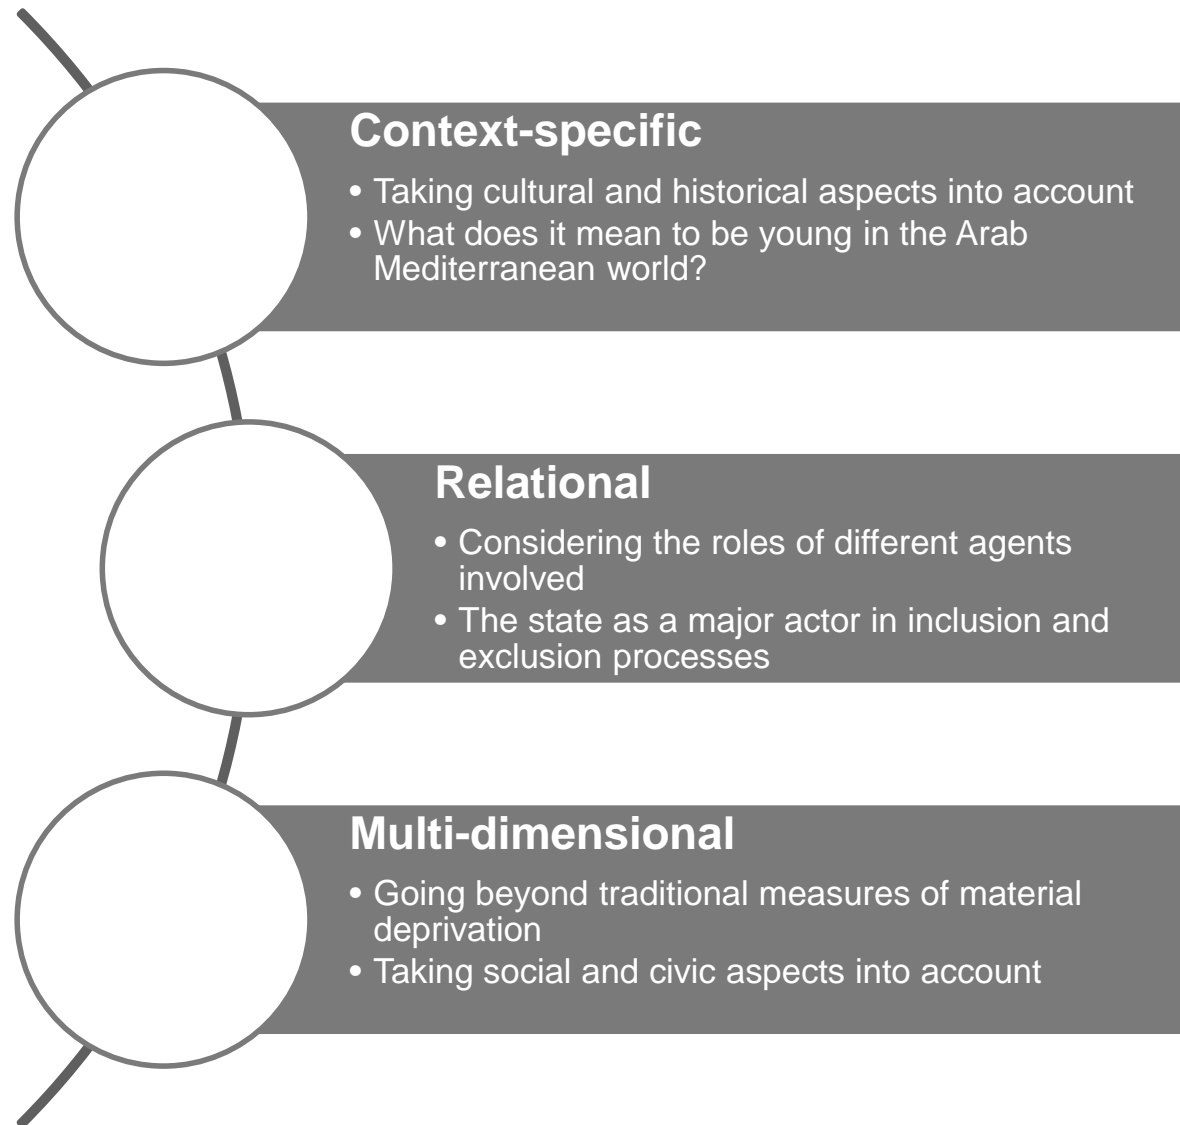 Context-specific
• Taking cultural and historical aspects into account
• What does it mean to be young in the Arab
Mediterranean world?
Relational
• Considering the roles of different agents
involved
• The state as a major actor in inclusion and
exclusion processes
Multi-dimensional
• Going beyond traditional measures of material
deprivation
• Taking social and civic aspects into account